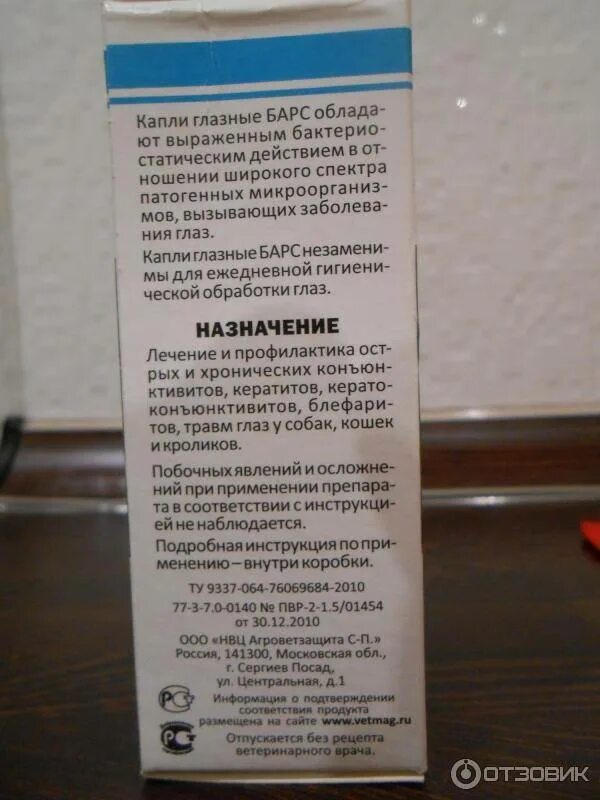 Капли глазные БАРС облада-
ют выраженным бактерио-
статическим действием в от-
ношении широкого спектра
патогенных микроорганиз-
мов, вызывающих заболева-
ния глаз.
Капли глазные БАРС незамени-
мы для ежедневной гигиени-
ческой обработки глаз.
НАЗНАЧЕНИЕ
Лечение и профилактика ост-
рых и хронических конъюн-
ктивитов, кератитов, керато-
конъюнктивитов, блефари-
тов, травм глаз у собак, кошек
и кроликов.
Побочных явлений и осложне-
ний при применении препара-
та в соответствии с инструкци-
ей не наблюдается.
Подробная инструкция по при-
менению – внутри коробки.
ТУ 9337-064-76069684-2010
77-3-7.0-0140 № ПВР-2-1.5/01454
от 30.12.2010
ООО «НВЦ Агроветзащита С-П.»
Россия, 141300, Московская обл.,
г. Сергиев Посад,
ул. Центральная, д.1
Информация о подтверждении
соответствия продукта
размещена на сайте www.vetmag.ru
Отпускается без рецепта
ветеринарного врача.
ОТЗОВИК